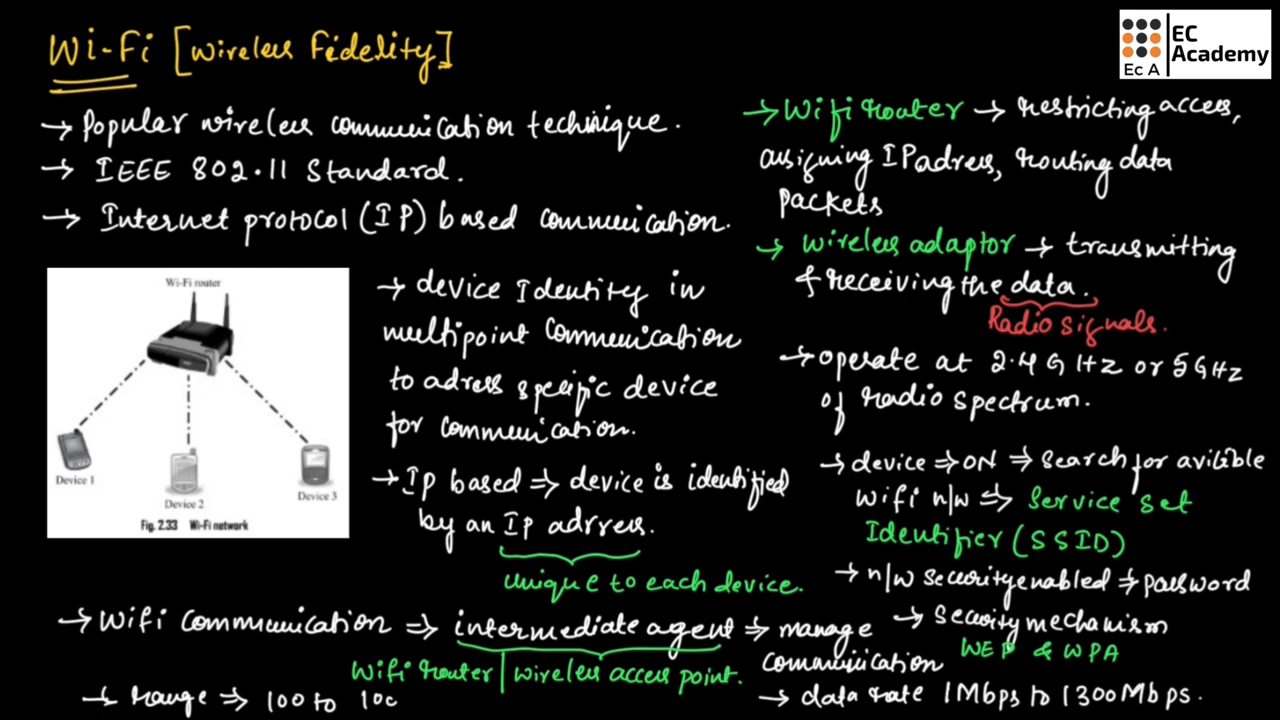 Wi-Fi [Wireless Fidelity]
EC
Academy
Ec A
→ Popular wireless communication technique.
→ IEEE 802.11 Standard.
→ Internet protocol (IP) based communication.
Wi-Fi router
Device 1
Device 2
Device 3
Fig. 2.33 Wi-Fi network
→ device Identity in
multipoint communication
to adress specific device
for communication.
→ Ip based ⇒ device is identified
by an IP address.
unique to each device.
→ Wifi communication ⇒ intermediate agent ⇒ manage
communication
Wifi router | wireless access point.
→ range ⇒ 100 to 100
→ Wifi router → restricting access,
assigning IP adress, routing data
packets
→ wireless adaptor → transmitting
& receiving the data.
Radio signals.
→ operate at 2.4 GHz or 5GHz
of radio spectrum.
→ device ⇒ ON ⇒ search for avilible
wifi n/w ⇒ Service Set
Identifier (SSID)
→ n/w security enabled ⇒ password
→ security mechanism
WEP & WPA
→ data rate 1Mbps to 1300Mbps.